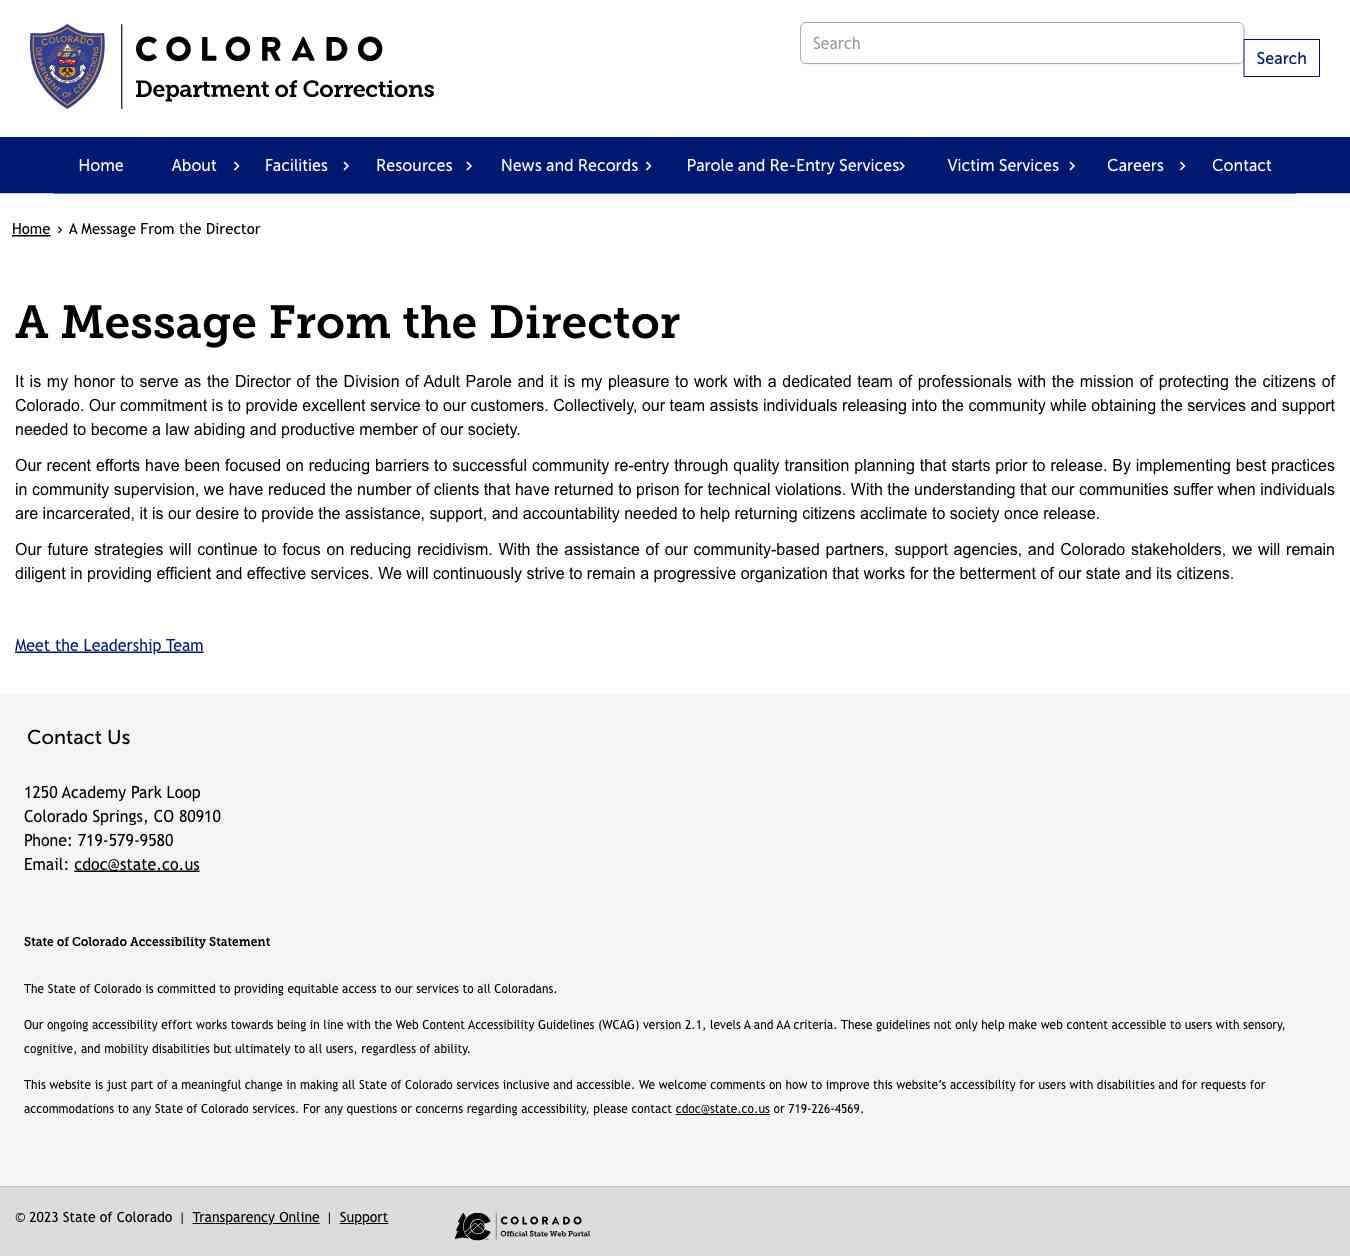 COLORADO
Department of Corrections
Search
Search
Home About Facilities Resources News and Records Parole and Re-Entry Services Victim Services Careers Contact
Home › A Message From the Director
A Message From the Director
It is my honor to serve as the Director of the Division of Adult Parole and it is my pleasure to work with a dedicated team of professionals with the mission of protecting the citizens of
Colorado. Our commitment is to provide excellent service to our customers. Collectively, our team assists individuals releasing into the community while obtaining the services and support
needed to become a law abiding and productive member of our society.
Our recent efforts have been focused on reducing barriers to successful community re-entry through quality transition planning that starts prior to release. By implementing best practices
in community supervision, we have reduced the number of clients that have returned to prison for technical violations. With the understanding that our communities suffer when individuals
are incarcerated, it is our desire to provide the assistance, support, and accountability needed to help returning citizens acclimate to society once release.
Our future strategies will continue to focus on reducing recidivism. With the assistance of our community-based partners, support agencies, and Colorado stakeholders, we will remain
diligent in providing efficient and effective services. We will continuously strive to remain a progressive organization that works for the betterment of our state and its citizens.
Meet the Leadership Team
Contact Us
1250 Academy Park Loop
Colorado Springs, CO 80910
Phone: 719-579-9580
Email: cdoc@state.co.us
State of Colorado Accessibility Statement
The State of Colorado is committed to providing equitable access to our services to all Coloradans.
Our ongoing accessibility effort works towards being in line with the Web Content Accessibility Guidelines (WCAG) version 2.1, levels A and AA criteria. These guidelines not only help make web content accessible to users with sensory,
cognitive, and mobility disabilities but ultimately to all users, regardless of ability.
This website is just part of a meaningful change in making all State of Colorado services inclusive and accessible. We welcome comments on how to improve this website's accessibility for users with disabilities and for requests for
accommodations to any State of Colorado services. For any questions or concerns regarding accessibility, please contact cdoc@state.co.us or 719-226-4569.
© 2023 State of Colorado | Transparency Online | Support
COLORADO
Official State Web Portal